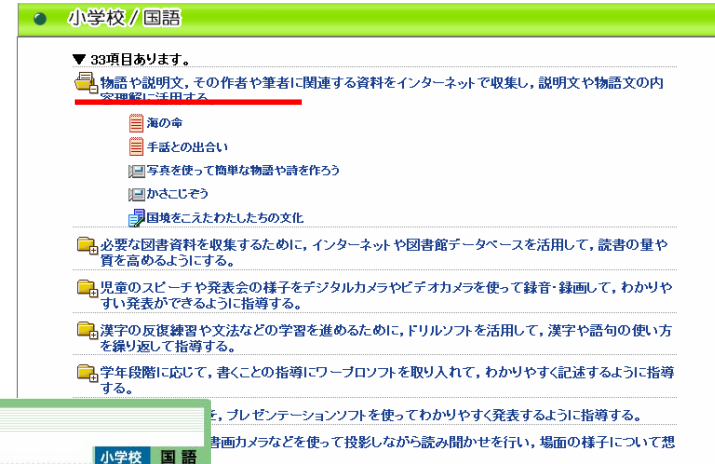 小学校/国語
▼ 33項目あります。
物語や説明文，その作者や筆者に関連する資料をインターネットで収集し，説明文や物語文の内
容理解に活用する。
海の命
手話との出合い
写真を使って簡単な物語や詩を作ろう
かさこじぞう
国境をこえたわたしたちの文化
必要な図書資料を収集するために，インターネットや図書館データベースを活用して，読書の量や
質を高めるようにする。
児童のスピーチや発表会の様子をデジタルカメラやビデオカメラを使って録音・録画して，わかりや
すい発表ができるように指導する。
漢字の反復練習や文法などの学習を進めるために，ドリルソフトを活用して，漢字や語句の使い方
を繰り返して指導する。
学年段階に応じて，書くことの指導にワープロソフトを取り入れて，わかりやすく記述するように指導
する。
，プレゼンテーションソフトを使ってわかりやすく発表するように指導する。
書画カメラなどを使って投影しながら読み聞かせを行い，場面の様子について想
小学校 国語